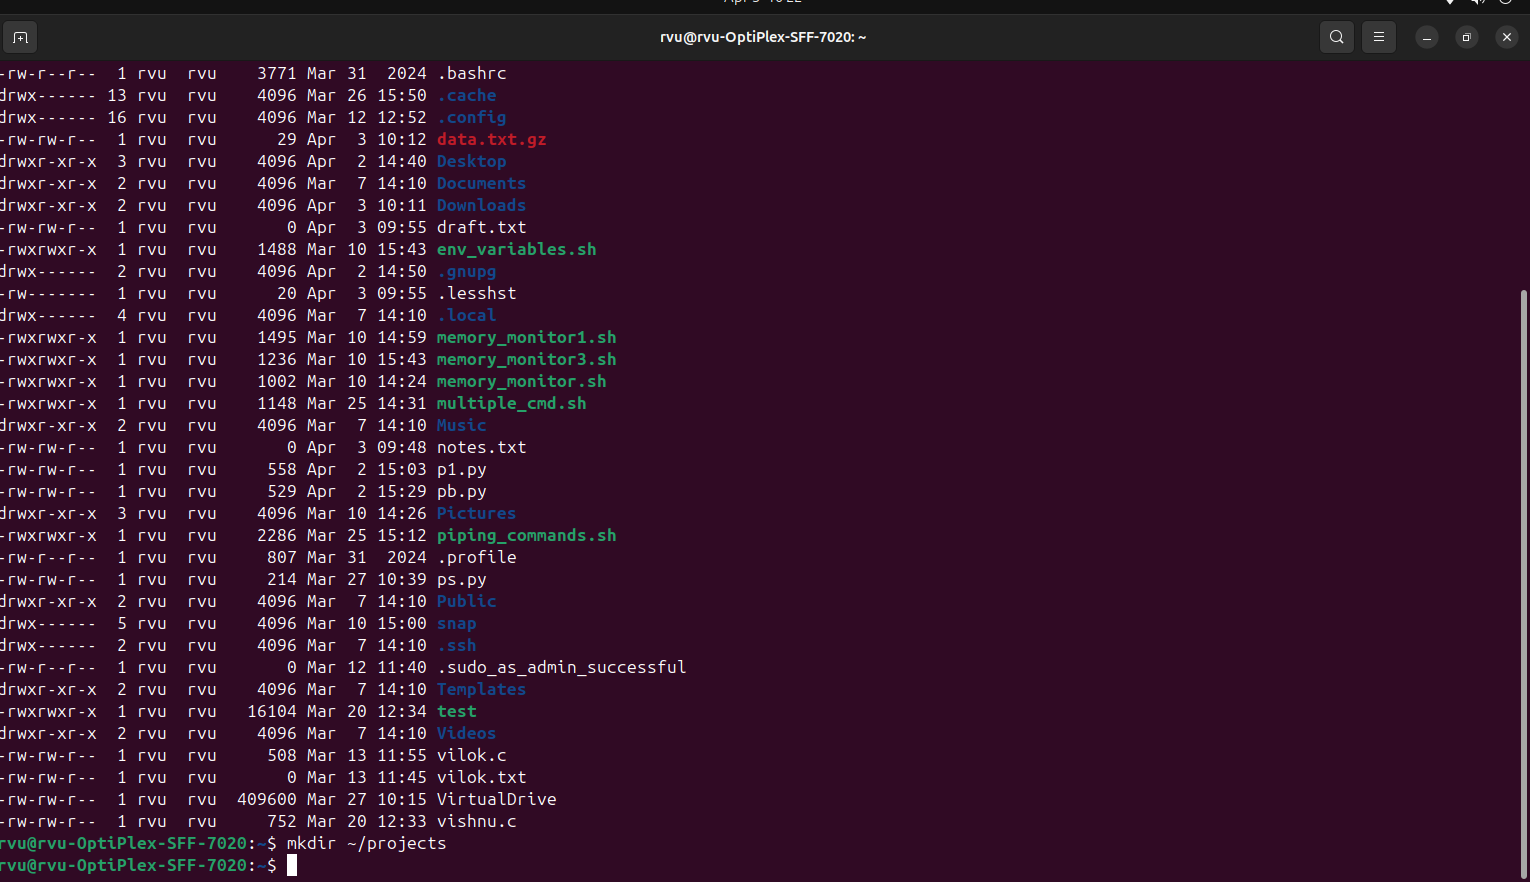 rvu@rvu-OptiPlex-SFF-7020: ~
-rw-r--r-- 1 rvu rvu 3771 Mar 31 2024 .bashrc
drwx------ 13 rvu rvu 4096 Mar 26 15:50 .cache
drwx------ 16 rvu rvu 4096 Mar 12 12:52 .config
-rw-rw-r-- 1 rvu rvu 29 Apr 3 10:12 data.txt.gz
drwxr-xr-x 3 rvu rvu 4096 Apr 2 14:40 Desktop
drwxr-xr-x 2 rvu rvu 4096 Mar 7 14:10 Documents
drwxr-xr-x 2 rvu rvu 4096 Apr 3 10:11 Downloads
-rw-rw-r-- 1 rvu rvu 0 Apr 3 09:55 draft.txt
-rwxrwxr-x 1 rvu rvu 1488 Mar 10 15:43 env_variables.sh
drwx------ 2 rvu rvu 4096 Apr 2 14:50 .gnupg
-rw------- 1 rvu rvu 20 Apr 3 09:55 .lesshst
drwx------ 4 rvu rvu 4096 Mar 7 14:10 .local
-rwxrwxr-x 1 rvu rvu 1495 Mar 10 14:59 memory_monitor1.sh
-rwxrwxr-x 1 rvu rvu 1236 Mar 10 15:43 memory_monitor3.sh
-rwxrwxr-x 1 rvu rvu 1002 Mar 10 14:24 memory_monitor.sh
-rwxrwxr-x 1 rvu rvu 1148 Mar 25 14:31 multiple_cmd.sh
drwxr-xr-x 2 rvu rvu 4096 Mar 7 14:10 Music
-rw-rw-r-- 1 rvu rvu 0 Apr 3 09:48 notes.txt
-rw-rw-r-- 1 rvu rvu 558 Apr 2 15:03 p1.py
-rw-rw-r-- 1 rvu rvu 529 Apr 2 15:29 pb.py
drwxr-xr-x 3 rvu rvu 4096 Mar 10 14:26 Pictures
-rwxrwxr-x 1 rvu rvu 2286 Mar 25 15:12 piping_commands.sh
-rw-r--r-- 1 rvu rvu 807 Mar 31 2024 .profile
-rw-rw-r-- 1 rvu rvu 214 Mar 27 10:39 ps.py
drwxr-xr-x 2 rvu rvu 4096 Mar 7 14:10 Public
drwx------ 5 rvu rvu 4096 Mar 10 15:00 snap
drwx------ 2 rvu rvu 4096 Mar 7 14:10 .ssh
-rw-r--r-- 1 rvu rvu 0 Mar 12 11:40 .sudo_as_admin_successful
drwxr-xr-x 2 rvu rvu 4096 Mar 7 14:10 Templates
-rwxrwxr-x 1 rvu rvu 16104 Mar 20 12:34 test
drwxr-xr-x 2 rvu rvu 4096 Mar 7 14:10 Videos
-rw-rw-r-- 1 rvu rvu 508 Mar 13 11:55 vilok.c
-rw-rw-r-- 1 rvu rvu 0 Mar 13 11:45 vilok.txt
-rw-rw-r-- 1 rvu rvu 409600 Mar 27 10:15 VirtualDrive
-rw-rw-r-- 1 rvu rvu 752 Mar 20 12:33 vishnu.c
rvu@rvu-OptiPlex-SFF-7020:~$ mkdir ~/projects
rvu@rvu-OptiPlex-SFF-7020:~$